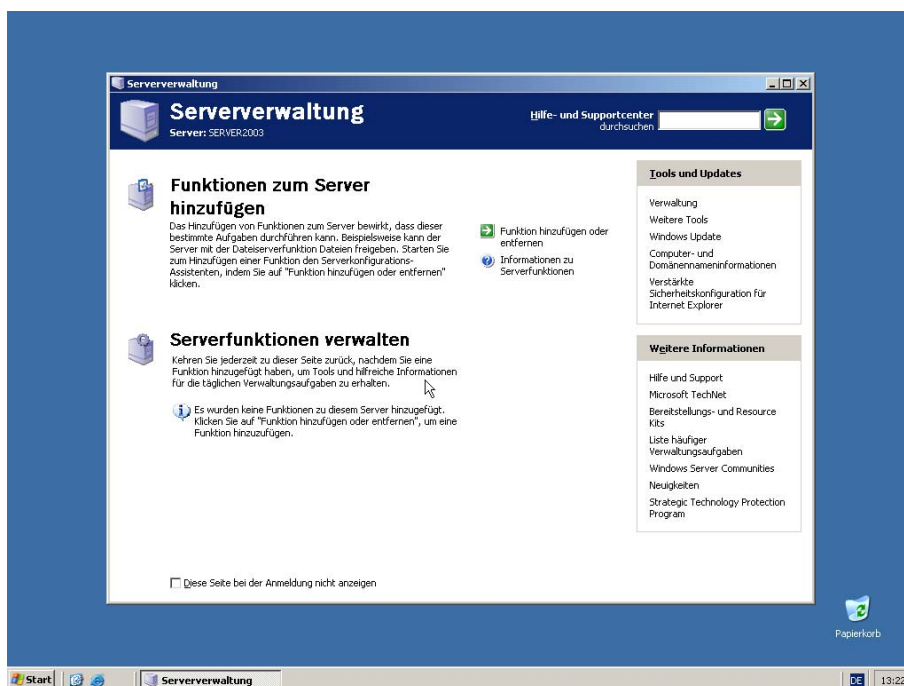 Serververwaltung
Serververwaltung
Server: SERVER2003
Hilfe- und Supportcenter
durchsuchen
Funktionen zum Server
hinzufügen
Das Hinzufügen von Funktionen zum Server bewirkt, dass dieser
bestimmte Aufgaben durchführen kann. Beispielsweise kann der
Server mit der Dateiserverfunktion Dateien freigeben. Starten Sie
zum Hinzufügen einer Funktion den Serverkonfigurations-
Assistenten, indem Sie auf "Funktion hinzufügen oder entfernen"
klicken.
Funktion hinzufügen oder
entfernen
Informationen zu
Serverfunktionen
Serverfunktionen verwalten
Kehren Sie jederzeit zu dieser Seite zurück, nachdem Sie eine
Funktion hinzugefügt haben, um Tools und hilfreiche Informationen
für die täglichen Verwaltungsaufgaben zu erhalten.
Es wurden keine Funktionen zu diesem Server hinzugefügt.
Klicken Sie auf "Funktion hinzufügen oder entfernen", um eine
Funktion hinzuzufügen.
Diese Seite bei der Anmeldung nicht anzeigen
Tools und Updates
Verwaltung
Weitere Tools
Windows Update
Computer- und
Domänennameninformationen
Verstärkte
Sicherheitskonfiguration für
Internet Explorer
Weitere Informationen
Hilfe und Support
Microsoft TechNet
Bereitstellungs- und Resource
Kits
Liste häufiger
Verwaltungsaufgaben
Windows Server Communities
Neuigkeiten
Strategic Technology Protection
Program
Papierkorb
Start
Serververwaltung
DE
13:22